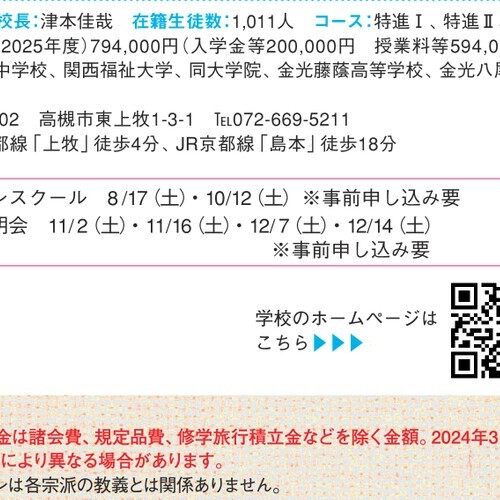 校長:津本佳哉 在籍生徒数:1,011人 コース:特進Ⅰ、特進Ⅱ
(2025年度)794,000円(入学金等200,000円 授業料等594,0
中学校、関西福祉大学、同大学院、金光藤蔭高等学校、金光八
02 高槻市東上牧1-3-1 ℡072-669-5211
都線「上牧」徒歩4分、JR京都線「島本」徒歩18分
ンスクール 8/17(土)・10/12(土) ※事前申し込み要
明会 11/2(土)・11/16(土)・12/7(土)・12/14(土)
※事前申し込み要
学校のホームページは
こちら▶▶▶
金は諸会費、規定品費、修学旅行積立金などを除く金額。2024年3
により異なる場合があります。
ンは各宗派の教義とは関係ありません。